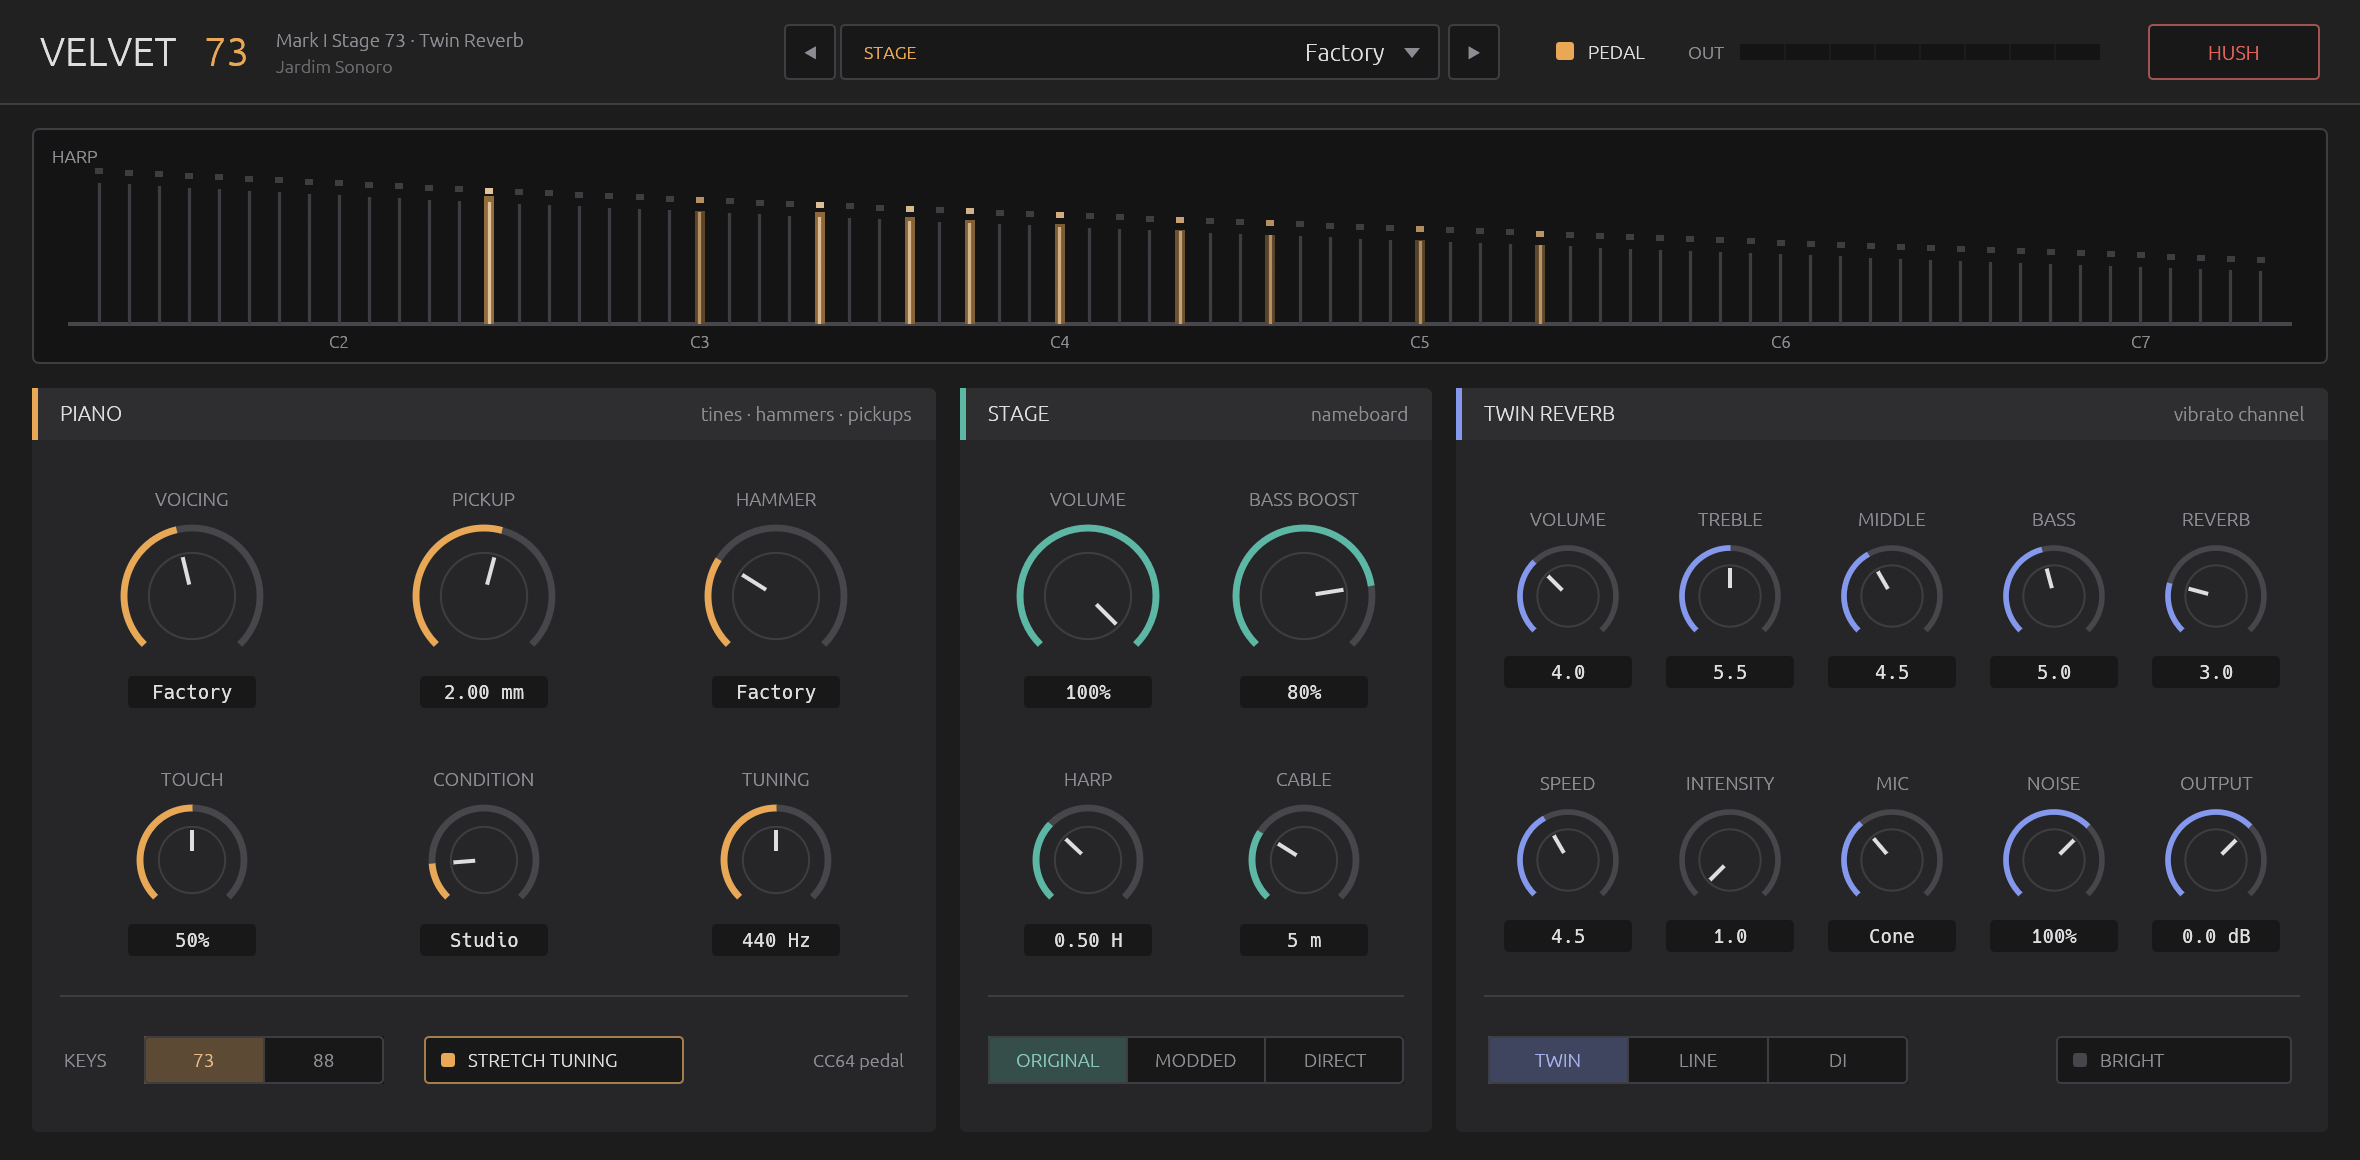 VELVET 73
Mark I Stage 73 · Twin Reverb
Jardim Sonoro
◀ STAGE Factory ▼ ▶
PEDAL
OUT
HUSH
HARP
C2 C3 C4 C5 C6 C7
PIANO tines · hammers · pickups
VOICING PICKUP HAMMER
Factory 2.00 mm Factory
TOUCH CONDITION TUNING
50% Studio 440 Hz
KEYS 73 88 STRETCH TUNING CC64 pedal
STAGE nameboard
VOLUME BASS BOOST
100% 80%
HARP CABLE
0.50 H 5 m
ORIGINAL MODDED DIRECT
TWIN REVERB vibrato channel
VOLUME TREBLE MIDDLE BASS REVERB
4.0 5.5 4.5 5.0 3.0
SPEED INTENSITY MIC NOISE OUTPUT
4.5 1.0 Cone 100% 0.0 dB
TWIN LINE DI BRIGHT